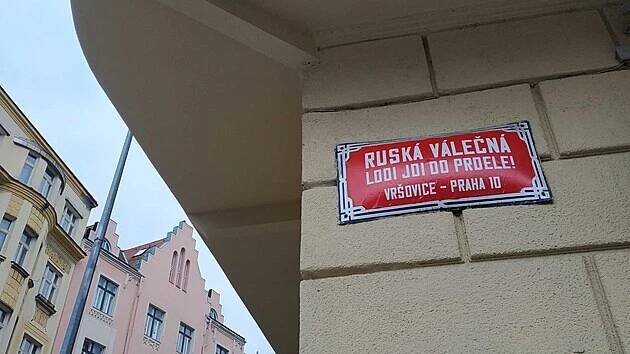 RUSKÁ VÁLEČNÁ
LODI JDI DO PRDELE!
VRŠOVICE – PRAHA 10